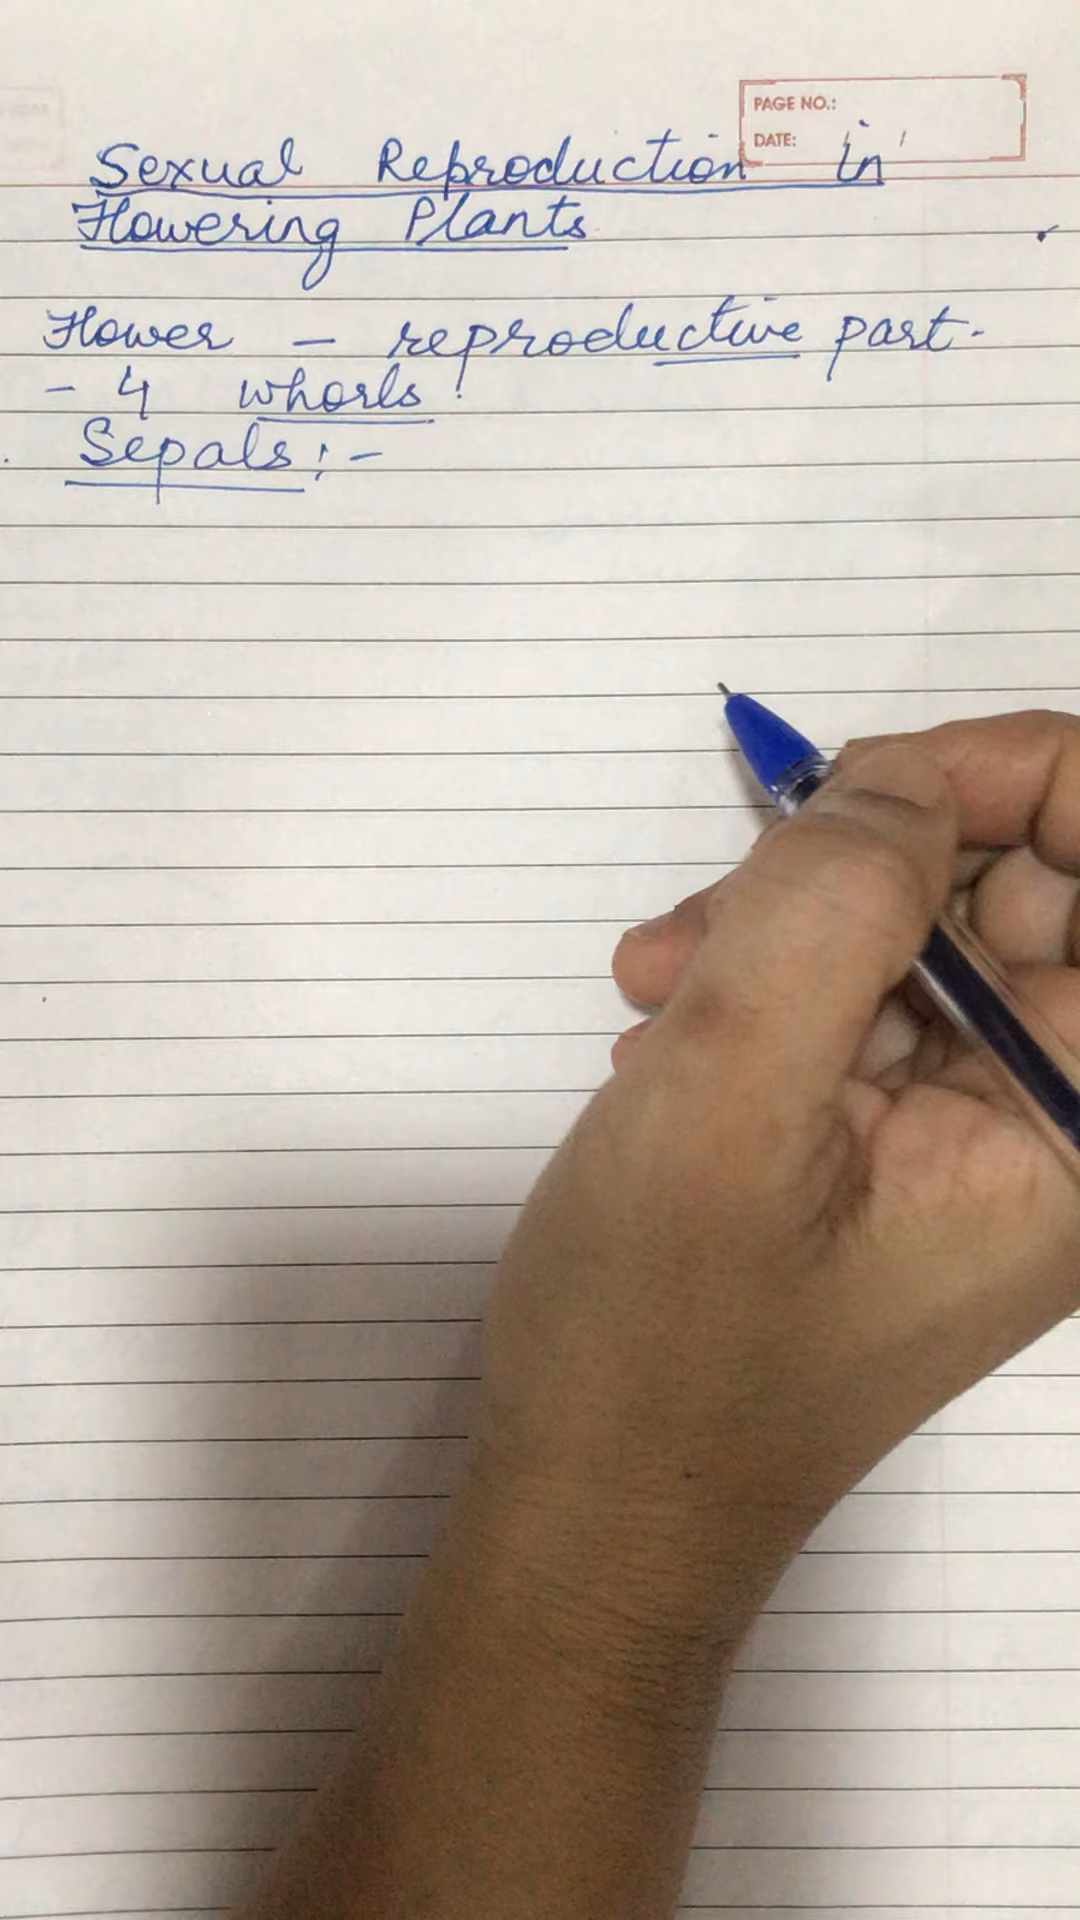 PAGE NO.:
DATE: / /
Sexual Reproduction in
Flowering Plants
Flower - reproductive part.
- 4 whorls !
Sepals :-